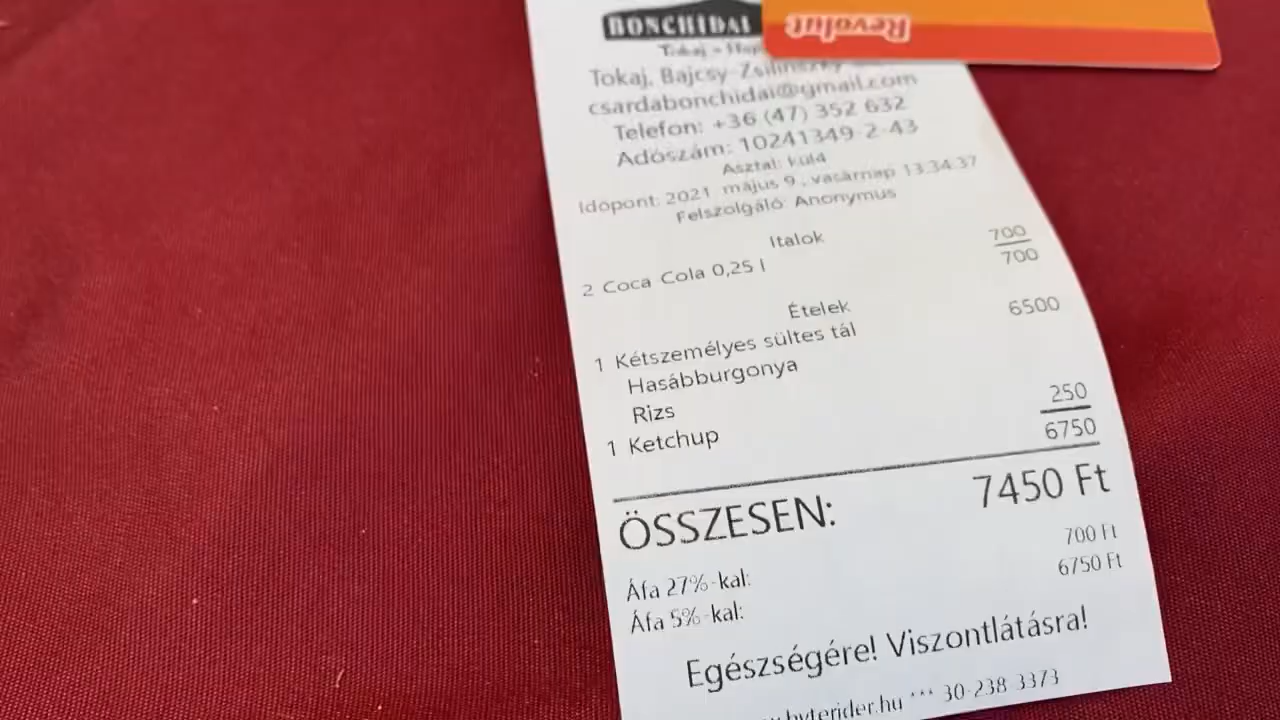 Revolut
BONCHIDAI
Tokaj, Bajcsy-Zsilinszky
csardabonchidai@gmail.com
Telefon: +36 (47) 352 632
Adószám: 10241349-2-43
Asztal: Kül4
Időpont: 2021. május 9., vasárnap 13:34:37
Felszolgáló: Anonymus
Italok
2 Coca Cola 0,25 l 700
700
Ételek
1 Kétszemélyes sültes tál 6500
Hasábburgonya
Rizs
1 Ketchup 250
6750
ÖSSZESEN: 7450 Ft
Áfa 27%-kal: 700 Ft
Áfa 5%-kal: 6750 Ft
Egészségére! Viszontlátásra!
byterider.hu *** 30-238-3373